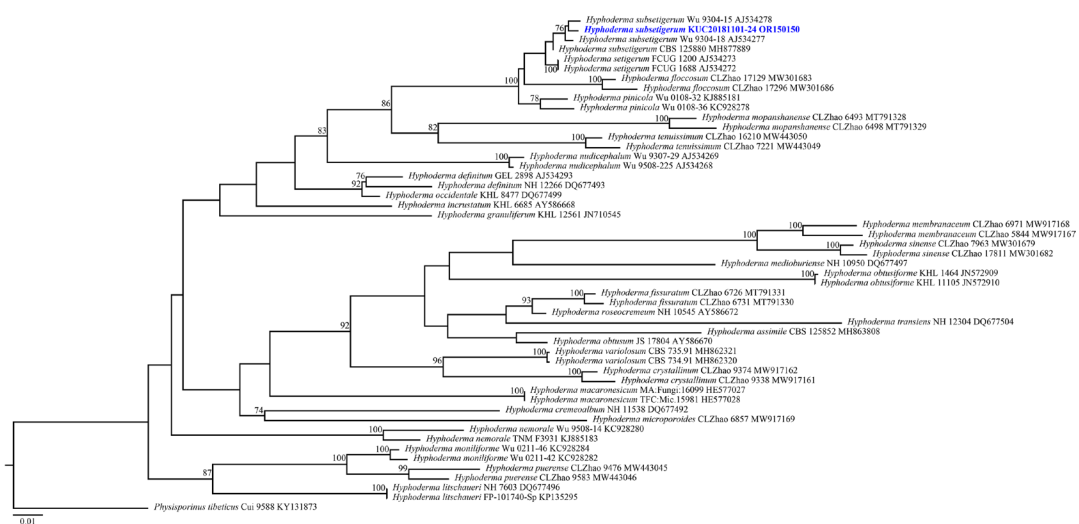 Hyphoderma subsetigerum Wu 9304-15 AJ534278
76
Hyphoderma subsetigerum KUC20181101-24 OR150150
Hyphoderma subsetigerum Wu 9304-18 AJ534277
Hyphoderma subsetigerum CBS 125880 MH877889
Hyphoderma setigerum FCUG 1200 AJ534273
Hyphoderma setigerum FCUG 1688 AJ534272
100
100
100
Hyphoderma floccosum CLZhao 17129 MW301683
Hyphoderma floccosum CLZhao 17296 MW301686
78
Hyphoderma pinicola Wu 0108-32 KJ885181
Hyphoderma pinicola Wu 0108-36 KC928278
86
100
Hyphoderma mopanshanense CLZhao 6493 MT791328
Hyphoderma mopanshanense CLZhao 6498 MT791329
83
82
100
Hyphoderma tenuissimum CLZhao 16210 MW443050
Hyphoderma tenuissimum CLZhao 7221 MW443049
100
Hyphoderma nudicephalum Wu 9307-29 AJ534269
Hyphoderma nudicephalum Wu 9508-225 AJ534268
76
Hyphoderma definitum GEL 2898 AJ534293
92
Hyphoderma definitum NH 12266 DQ677493
Hyphoderma occidentale KHL 8477 DQ677499
Hyphoderma incrustatum KHL 6685 AY586668
Hyphoderma granuliferum KHL 12561 JN710545
100
Hyphoderma membranaceum CLZhao 6971 MW917168
100
Hyphoderma membranaceum CLZhao 5844 MW917167
100
Hyphoderma sinense CLZhao 7963 MW301679
Hyphoderma sinense CLZhao 17811 MW301682
Hyphoderma medioburiense NH 10950 DQ677497
100
Hyphoderma obtusiforme KHL 1464 JN572909
Hyphoderma obtusiforme KHL 11105 JN572910
100
Hyphoderma fissuratum CLZhao 6726 MT791331
93
Hyphoderma fissuratum CLZhao 6731 MT791330
Hyphoderma roseocremeum NH 10545 AY586672
Hyphoderma transiens NH 12304 DQ677504
92
Hyphoderma assimile CBS 125852 MH863808
Hyphoderma obtusum JS 17804 AY586670
100
Hyphoderma variolosum CBS 735.91 MH862321
Hyphoderma variolosum CBS 734.91 MH862320
96
100
Hyphoderma crystallinum CLZhao 9374 MW917162
Hyphoderma crystallinum CLZhao 9338 MW917161
100
Hyphoderma macaronesicum MA:Fungi:16099 HE577027
Hyphoderma macaronesicum TFC:Mic.15981 HE577028
74
Hyphoderma cremeoalbum NH 11538 DQ677492
Hyphoderma microporoides CLZhao 6857 MW917169
100
Hyphoderma nemorale Wu 9508-14 KC928280
Hyphoderma nemorale TNM F3931 KJ885183
100
Hyphoderma moniliforme Wu 0211-46 KC928284
100
Hyphoderma moniliforme Wu 0211-42 KC928282
99
Hyphoderma puerense CLZhao 9476 MW443045
87
Hyphoderma puerense CLZhao 9583 MW443046
100
Hyphoderma litschaueri NH 7603 DQ677496
Hyphoderma litschaueri FP-101740-Sp KP135295
Physisporinus tibeticus Cui 9588 KY131873
0.01